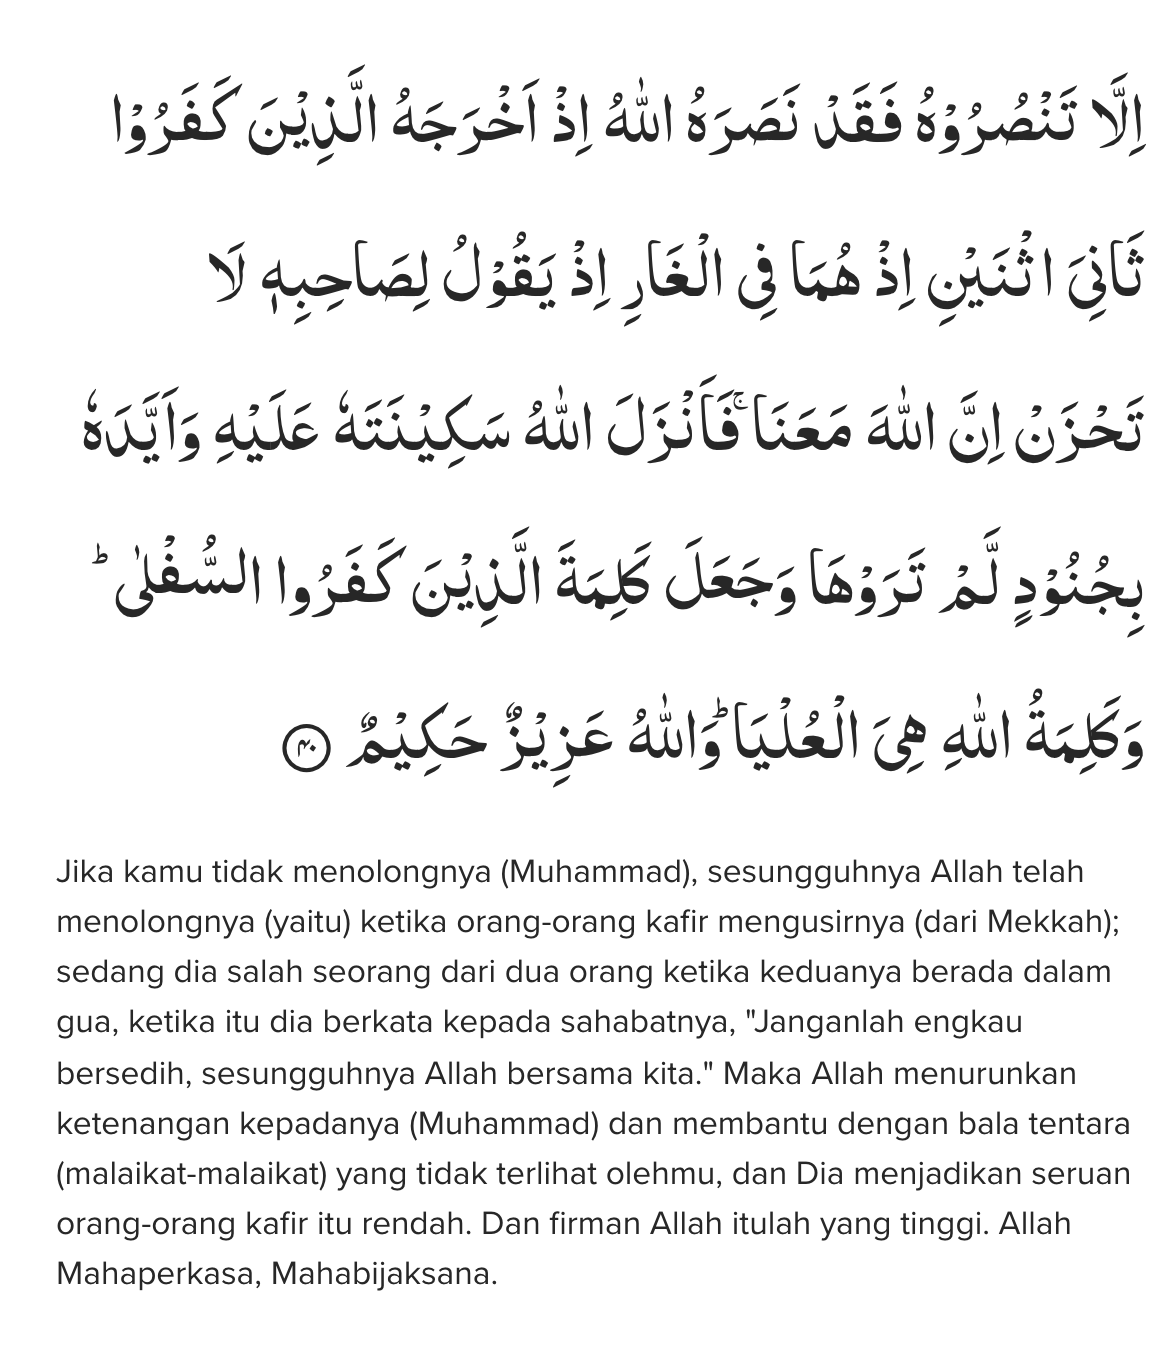 اِلَّا تَنْصُرُوْهُ فَقَدْ نَصَرَهُ اللّٰهُ اِذْ اَخْرَجَهُ الَّذِيْنَ كَفَرُوْا
ثَانِيَ اثْنَيْنِ اِذْ هُمَا فِى الْغَارِ اِذْ يَقُوْلُ لِصَاحِبِهٖ لَا
تَحْزَنْ اِنَّ اللّٰهَ مَعَنَاۚ فَاَنْزَلَ اللّٰهُ سَكِيْنَتَهٗ عَلَيْهِ وَاَيَّدَهٗ
بِجُنُوْدٍ لَّمْ تَرَوْهَا وَجَعَلَ كَلِمَةَ الَّذِيْنَ كَفَرُوا السُّفْلٰىۗ
وَكَلِمَةُ اللّٰهِ هِيَ الْعُلْيَاۗ وَاللّٰهُ عَزِيْزٌ حَكِيْمٌ ۝٤٠
Jika kamu tidak menolongnya (Muhammad), sesungguhnya Allah telah
menolongnya (yaitu) ketika orang-orang kafir mengusirnya (dari Mekkah);
sedang dia salah seorang dari dua orang ketika keduanya berada dalam
gua, ketika itu dia berkata kepada sahabatnya, "Janganlah engkau
bersedih, sesungguhnya Allah bersama kita." Maka Allah menurunkan
ketenangan kepadanya (Muhammad) dan membantu dengan bala tentara
(malaikat-malaikat) yang tidak terlihat olehmu, dan Dia menjadikan seruan
orang-orang kafir itu rendah. Dan firman Allah itulah yang tinggi. Allah
Mahaperkasa, Mahabijaksana.